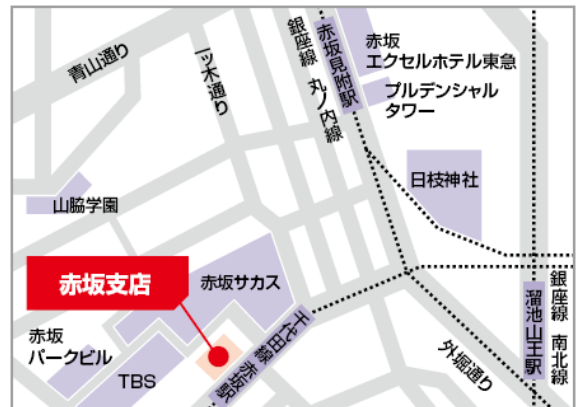 青山通り
一ツ木通り
銀座線 丸ノ内線
赤坂見附駅
赤坂
エクセルホテル東急
プルデンシャル
タワー
日枝神社
山脇学園
赤坂支店
赤坂サカス
赤坂
パークビル
TBS
千代田線 赤坂駅
外堀通り
溜池山王駅
銀座線 南北線